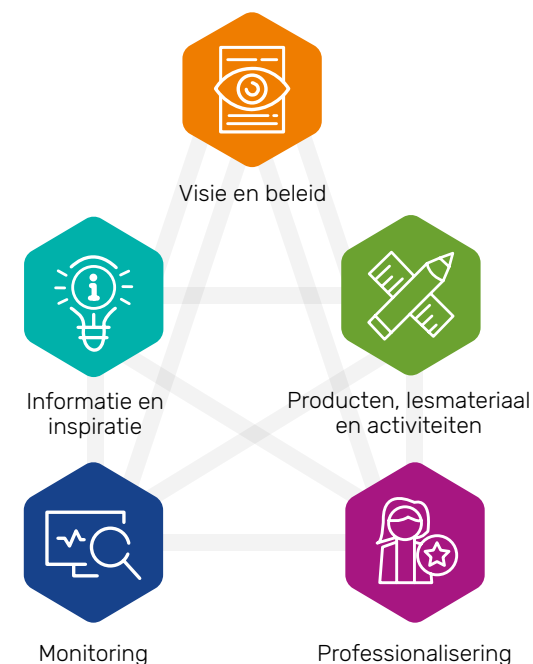 Visie en beleid
Informatie en
inspiratie
Producten, lesmateriaal
en activiteiten
Monitoring
Professionalisering